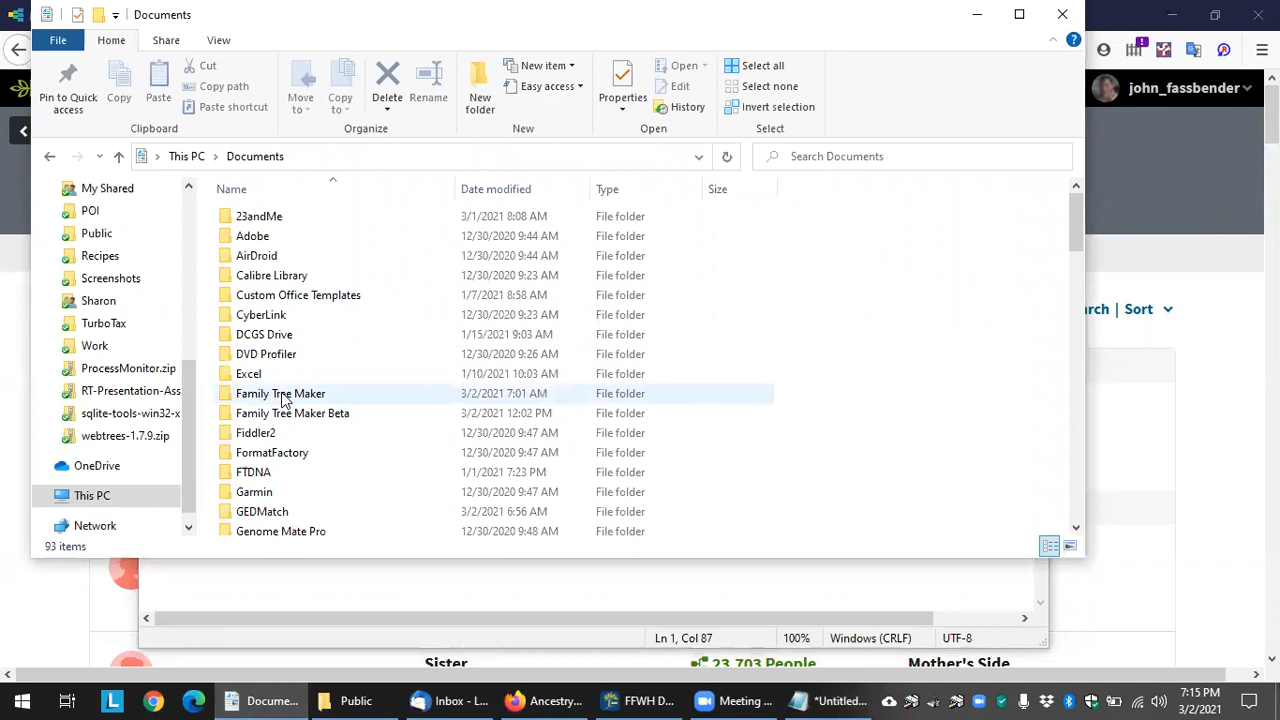 Documents
File Home Share View
Pin to Quick access
Copy
Paste
Cut
Copy path
Paste shortcut
Clipboard
Move to
Copy to
Delete
Rename
Organize
New folder
New item
Easy access
New
Properties
Open
Edit
History
Open
Select all
Select none
Invert selection
Select
john_fassbender
This PC > Documents
Search Documents
Name Date modified Type Size
My Shared
POI
Public
Recipes
Screenshots
Sharon
TurboTax
Work
ProcessMonitor.zip
RT-Presentation-Ass
sqlite-tools-win32-x
webtrees-1.7.9.zip
OneDrive
This PC
Network
23andMe 3/1/2021 8:08 AM File folder
Adobe 12/30/2020 9:44 AM File folder
AirDroid 12/30/2020 9:44 AM File folder
Calibre Library 12/30/2020 9:23 AM File folder
Custom Office Templates 1/7/2021 8:58 AM File folder
CyberLink 12/30/2020 9:23 AM File folder
DCGS Drive 1/15/2021 9:03 AM File folder
DVD Profiler 12/30/2020 9:26 AM File folder
Excel 1/10/2021 10:03 AM File folder
Family Tree Maker 3/2/2021 7:01 AM File folder
Family Tree Maker Beta 3/2/2021 12:02 PM File folder
Fiddler2 12/30/2020 9:47 AM File folder
FormatFactory 12/30/2020 9:47 AM File folder
FTDNA 1/1/2021 7:23 PM File folder
Garmin 12/30/2020 9:47 AM File folder
GEDMatch 3/2/2021 6:56 AM File folder
Genome Mate Pro 12/30/2020 9:48 AM File folder
arch | Sort
93 items
Ln 1, Col 87 100% Windows (CRLF) UTF-8
Sister 23,703 People Mother's Side
L Docume... Public Inbox - L... Ancestry... FFWH D... Meeting ... *Untitled...
7:15 PM
3/2/2021